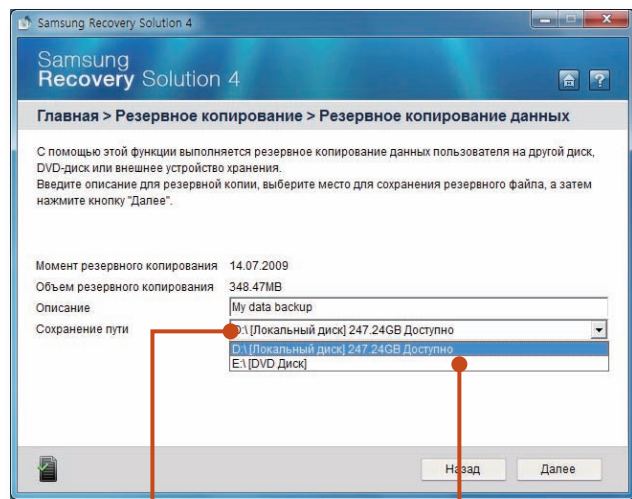 Samsung Recovery Solution 4
Samsung
Recovery Solution 4
Главная > Резервное копирование > Резервное копирование данных
С помощью этой функции выполняется резервное копирование данных пользователя на другой диск,
DVD-диск или внешнее устройство хранения.
Введите описание для резервной копии, выберите место для сохранения резервного файла, а затем
нажмите кнопку "Далее".
Момент резервного копирования 14.07.2009
Объем резервного копирования 348.47MB
Описание My data backup
Сохранение пути D:\ [Локальный диск] 247.24GB Доступно
D:\ [Локальный диск] 247.24GB Доступно
E:\ [DVD Диск]
Назад Далее